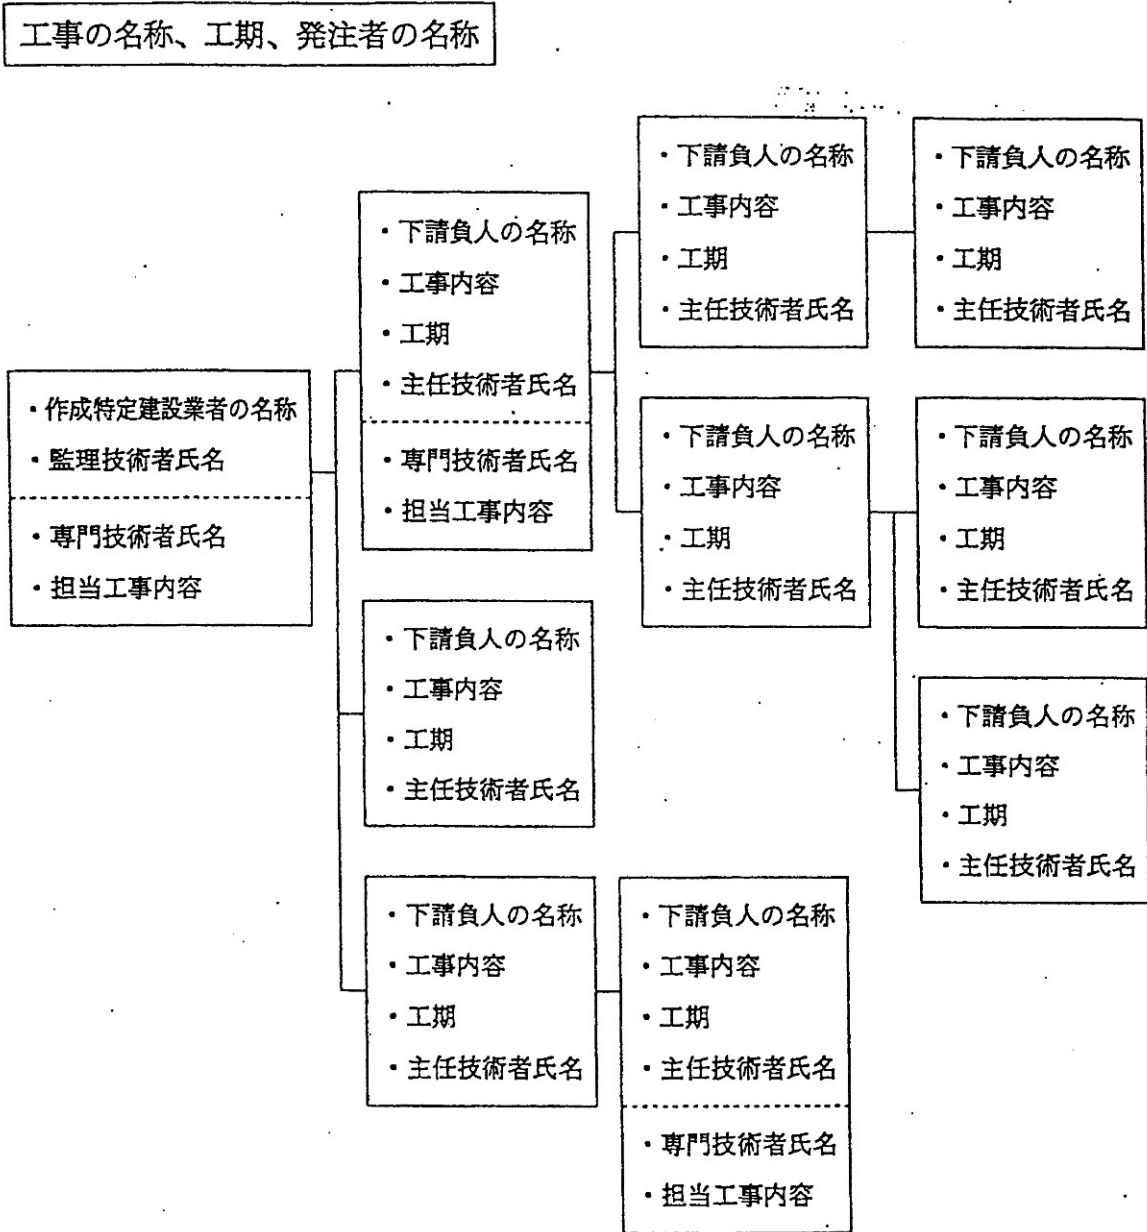 工事の名称、工期、発注者の名称
・作成特定建設業者の名称
・監理技術者氏名
・専門技術者氏名
・担当工事内容
・下請負人の名称
・工事内容
・工期
・主任技術者氏名
・専門技術者氏名
・担当工事内容
・下請負人の名称
・工事内容
・工期
・主任技術者氏名
・下請負人の名称
・工事内容
・工期
・主任技術者氏名
・下請負人の名称
・工事内容
・工期
・主任技術者氏名
・下請負人の名称
・工事内容
・工期
・主任技術者氏名
・下請負人の名称
・工事内容
・工期
・主任技術者氏名
・下請負人の名称
・工事内容
・工期
・主任技術者氏名
・下請負人の名称
・工事内容
・工期
・主任技術者氏名
・下請負人の名称
・工事内容
・工期
・主任技術者氏名
・専門技術者氏名
・担当工事内容